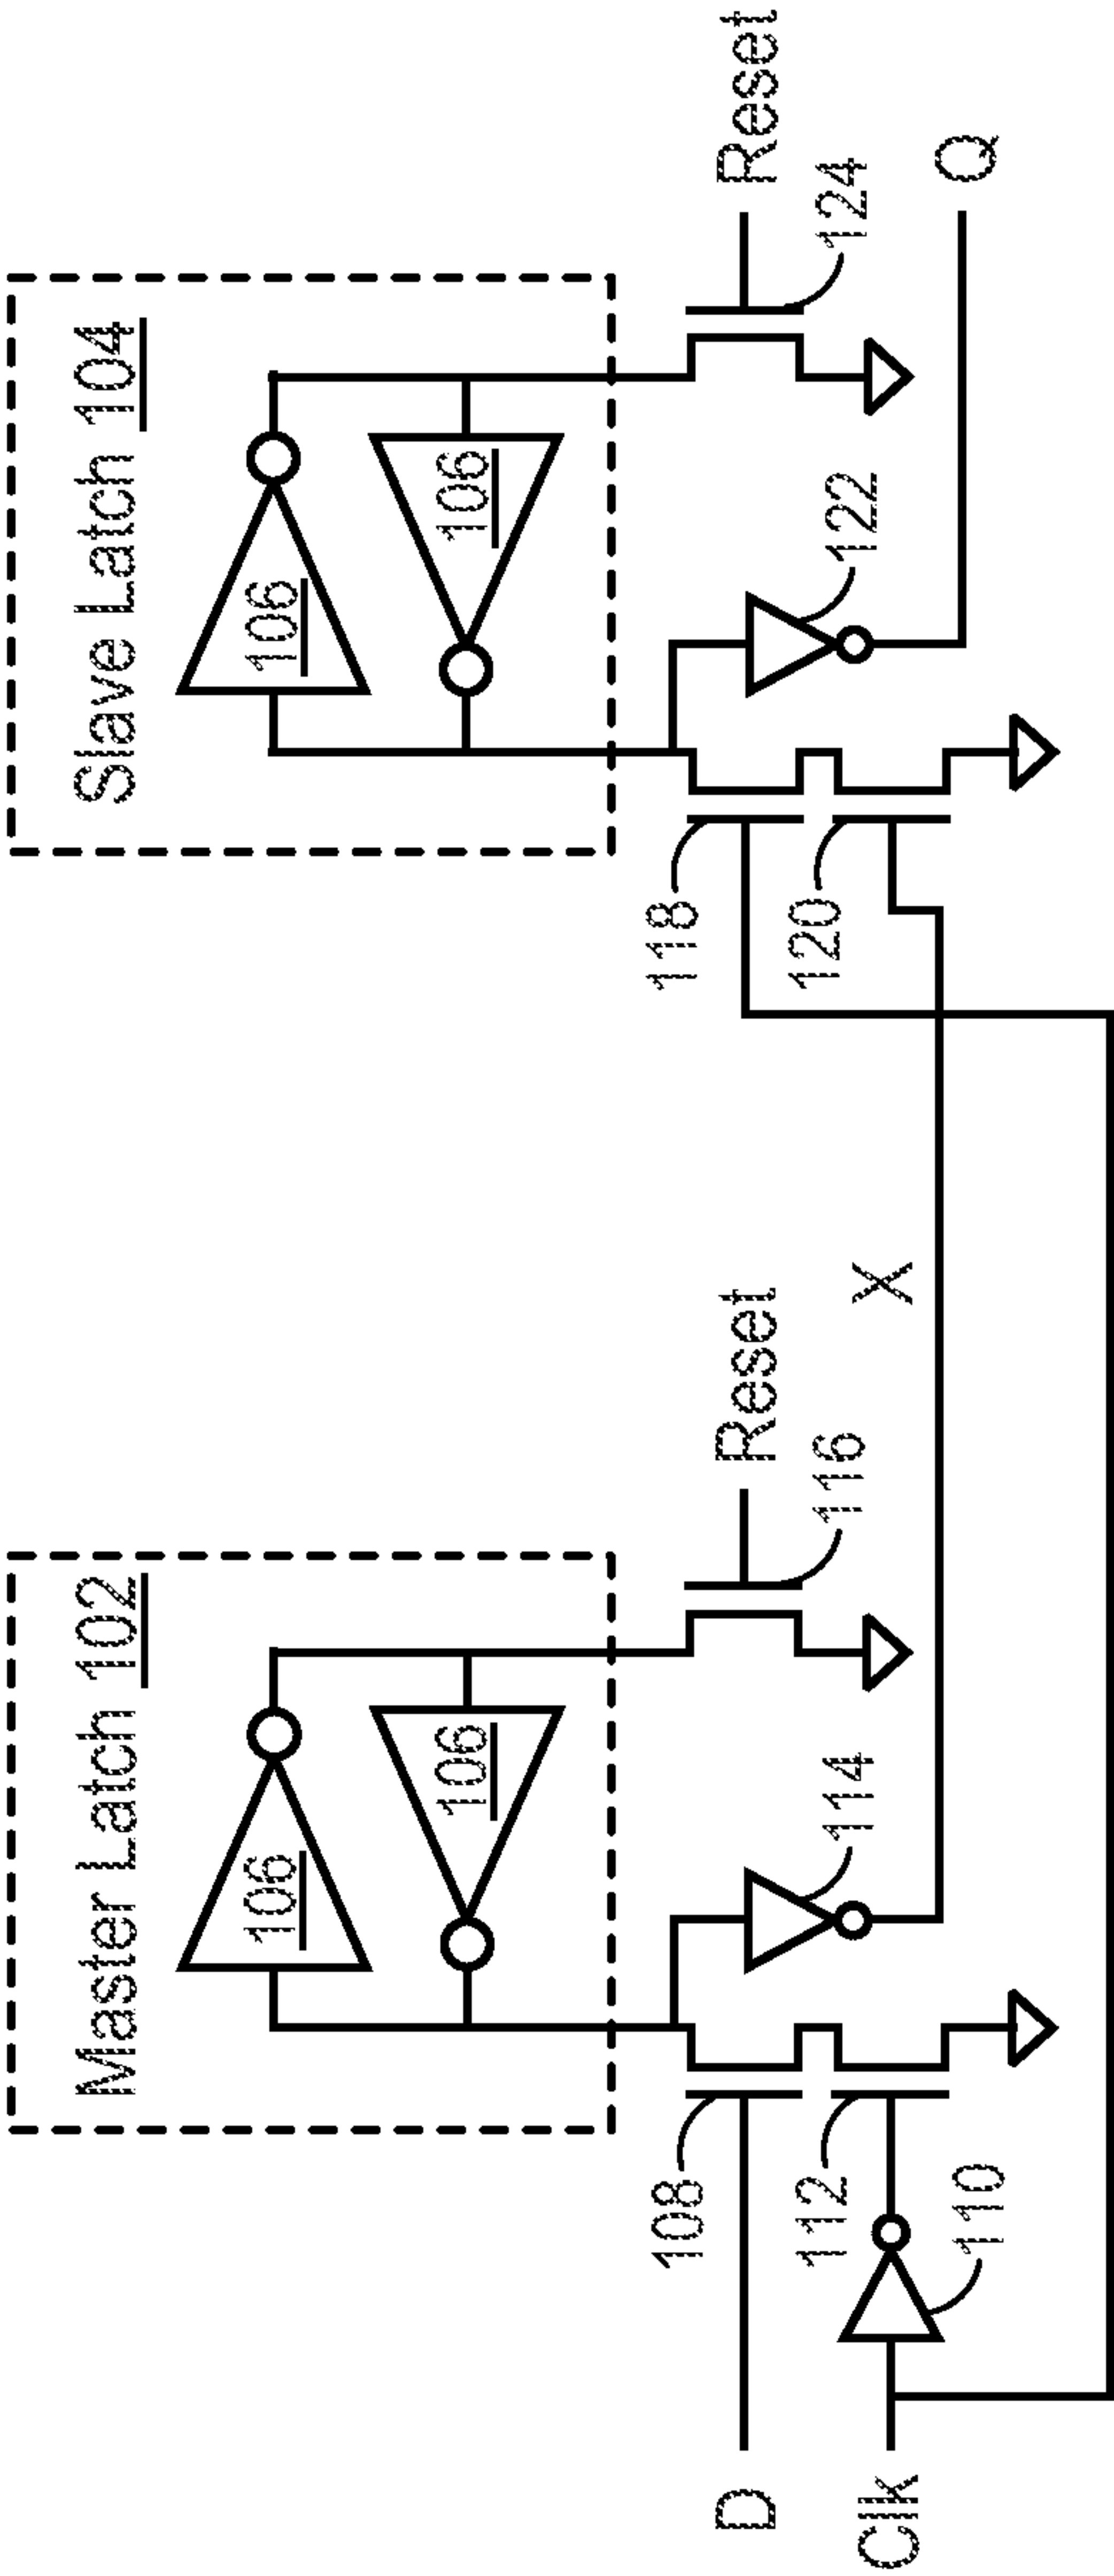 Master Latch 102
Slave Latch 104
106
106
106
106
D
108
Reset
118
Reset
Clk
112
110
114
116
X
120
122
124
Q